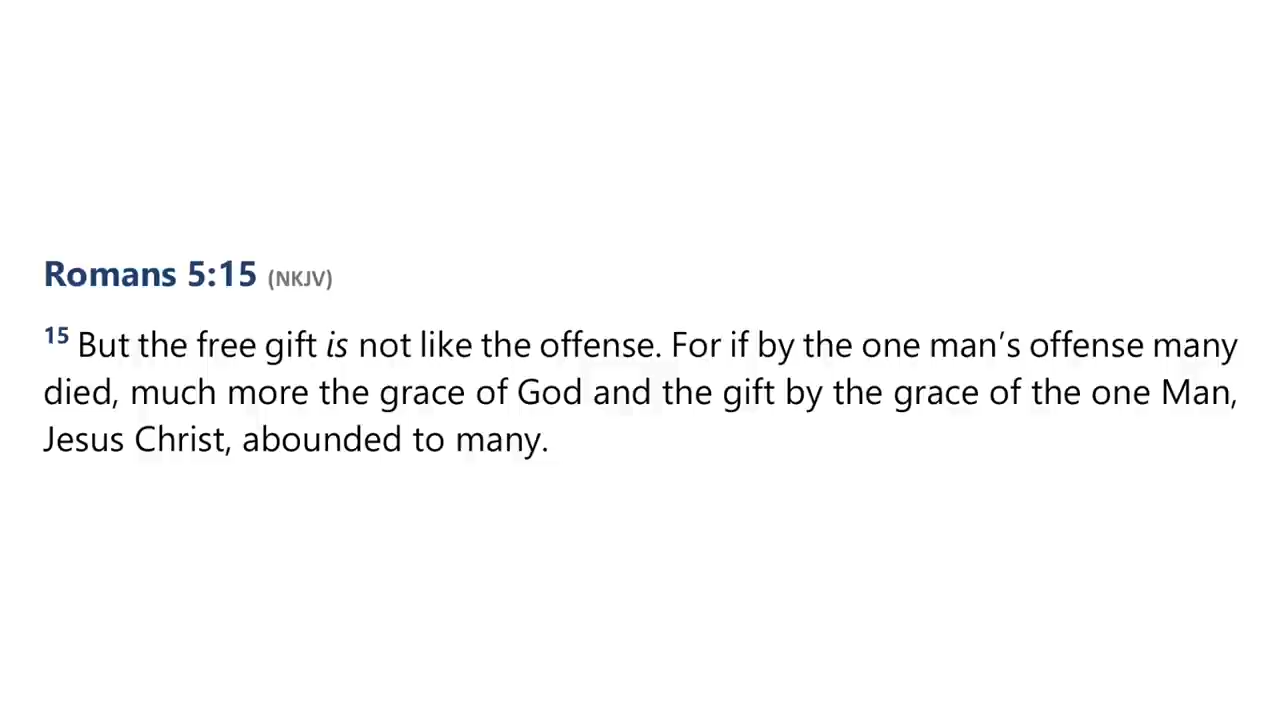 Romans 5:15 (NKJV)
15 But the free gift is not like the offense. For if by the one man’s offense many
died, much more the grace of God and the gift by the grace of the one Man,
Jesus Christ, abounded to many.